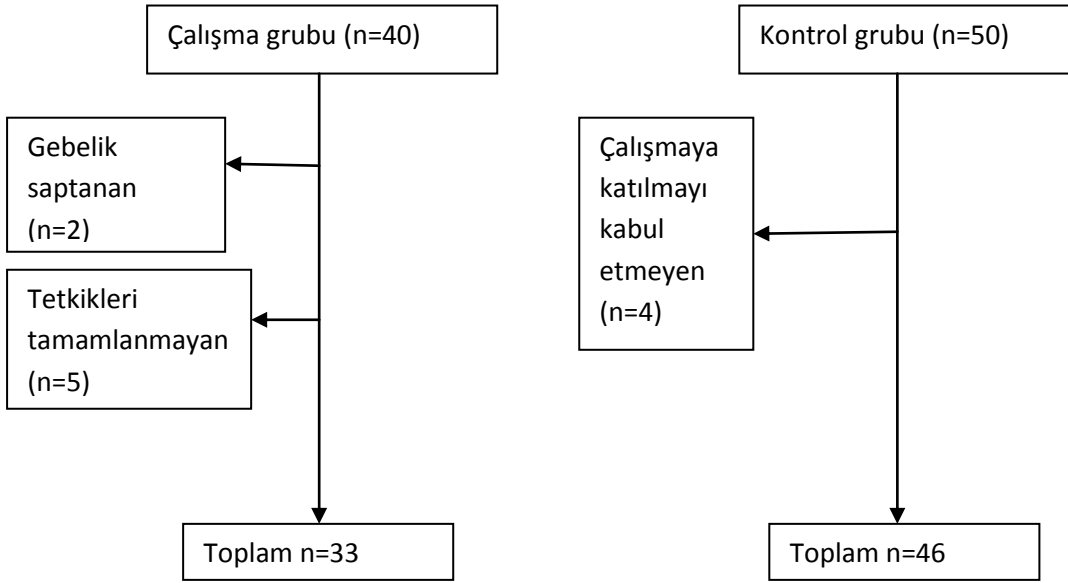 Çalışma grubu (n=40)
Gebelik
saptanan
(n=2)
Tetkikleri
tamamlanmayan
(n=5)
Toplam n=33
Kontrol grubu (n=50)
Çalışmaya
katılmayı
kabul
etmeyen
(n=4)
Toplam n=46